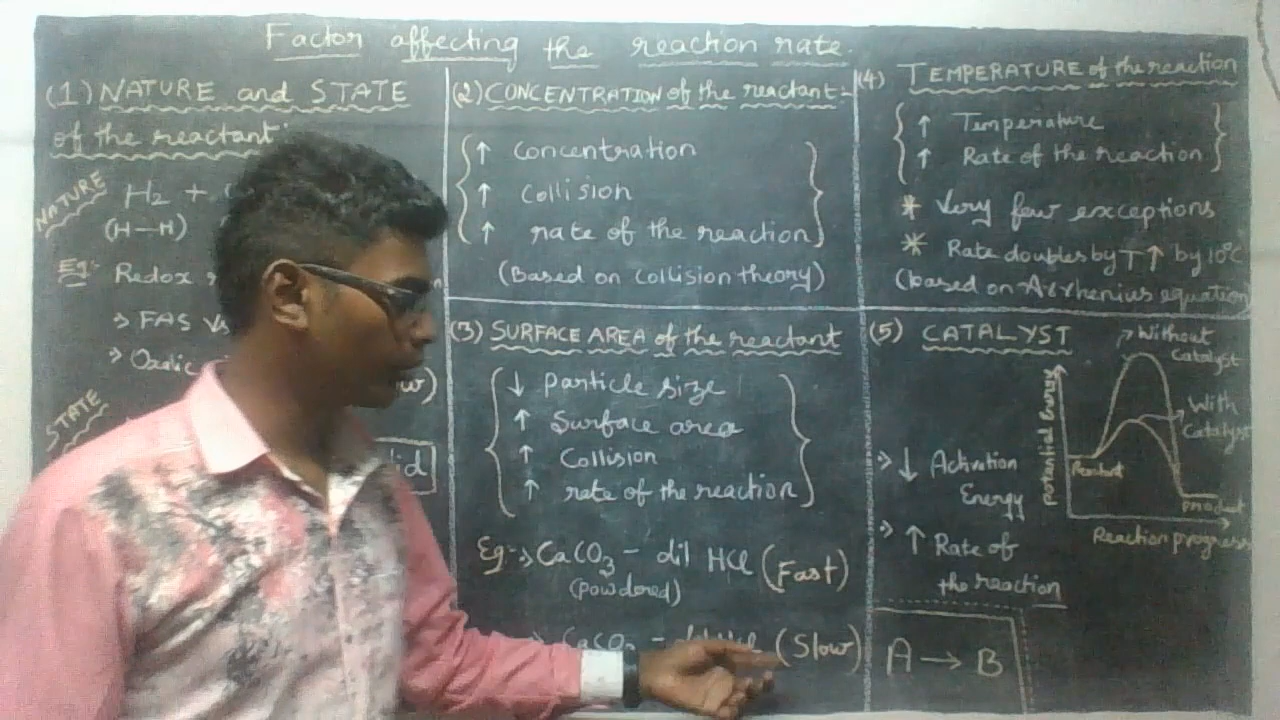 Factor affecting the reaction rate.
(1) NATURE and STATE
of the reactant
NATURE
H2 +
(H—H)
Eg:- Redox
» FAS Vs
» Oxalic
STATE
(2) CONCENTRATION of the reactant:-
↑ Concentration
↑ Collision
↑ rate of the reaction
(Based on Collision theory)
(3) SURFACE AREA of the reactant
↓ Particle size
↑ Surface area
↑ Collision
↑ rate of the reaction
Eg:-» CaCO3 – dil HCl (Fast)
(Powdered)
» CaCO3 – dil HCl (Slow)
(4) TEMPERATURE of the reaction
↑ Temperature
↑ Rate of the reaction
* Very few exceptions
* Rate doubles by T↑ by 10°C
(based on Arrhenius equation)
(5) CATALYST
Without
Catalyst
With
Catalyst
Potential Energy
Reactant
Product
Reaction progress
» ↓ Activation
Energy
» ↑ Rate of
the reaction
A → B